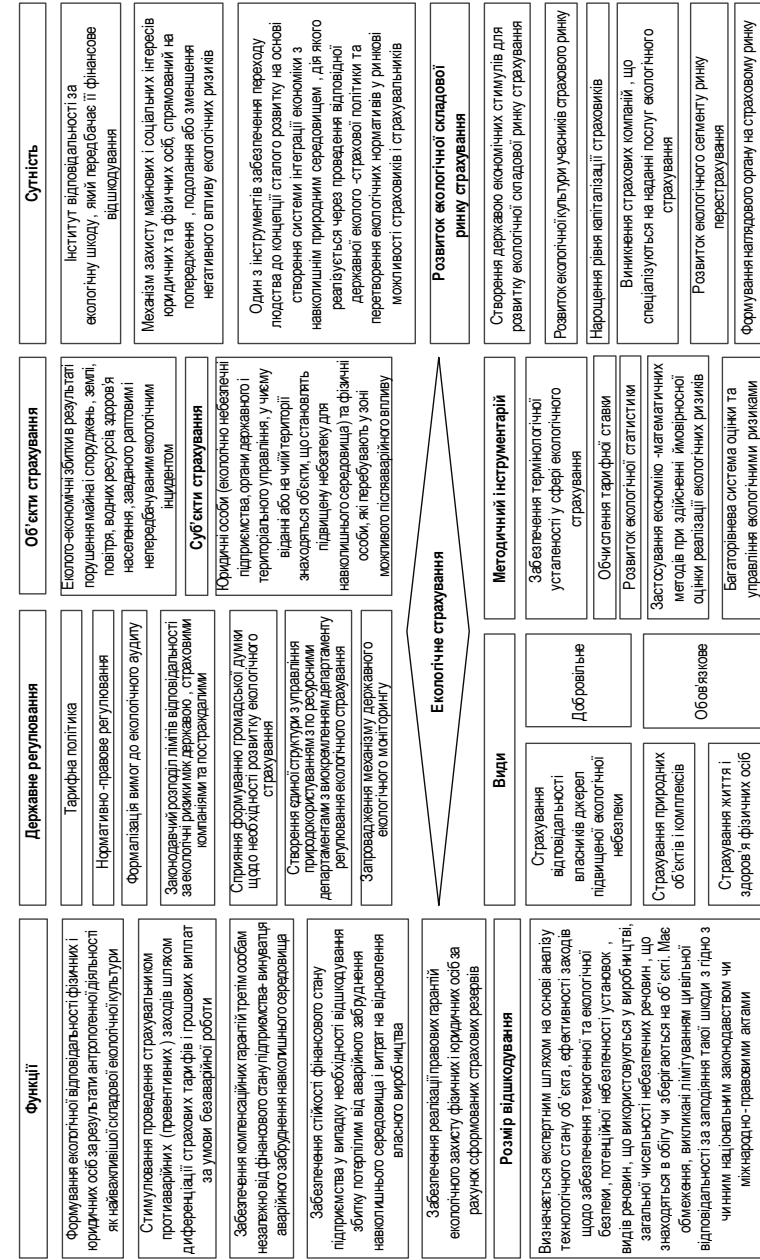 Функції
Формування екологічної відповідальності фізичних і
юридичних осіб за результати антропогенної діяльності
як найважливішої складової екологічної культури
Стимулювання проведення страхувальником
протиаварійних (превентивних ) заходів шляхом
диференціації страхових тарифів і грошових виплат
за умови безаварійної роботи
Забезпечення компенсаційних гарантій третім особам
незалежно від фінансового стану підприємства- винуватця
аварійного забруднення навколишнього середовища
Забезпечення стійкості фінансового стану
підприємства у випадку необхідності відшкодування
збитку потерпілим від аварійного забруднення
навколишнього середовища і витрат на відновлення
власного виробництва
Забезпечення реалізації правових гарантій
екологічного захисту фізичних і юридичних осіб за
рахунок сформованих страхових резервів
Розмір відшкодування
Визначається експертним шляхом на основі аналізу
технологічного стану об ’єкта, ефективності заходів
щодо забезпечення техногенної та екологічної
безпеки , потенційної небезпечності установок ,
видів речовин, що використовуються у виробництві,
загальної чисельності небезпечних речовин , що
знаходяться в обігу чи зберігаються на об’єкті. Має
обмеження, викликані лімітуванням цивільної
відповідальності за заподіяння такої шкоди з гідно з
чинним національним законодавством чи
міжнародно - правовими актами
Державне регулювання
Тарифна політика
Нормативно -правове регулювання
Формалізація вимог до екологічного аудиту
Законодавчий розподіл лімітів відповідальності
за екологічні ризики між державою , страховими
компаніями та постраждалими
Сприяння формуванню громадської думки
щодо необхідності розвитку екологічного
страхування
Створення єдиної структури з управління
природокористуванням з по ресурсними
департаментами з виокремленням департаменту
регулювання екологічного страхування
Запровадження механізму державного
екологічного моніторингу
Об’єкти страхування
Еколого-економічні збитки в результаті
порушення майна і споруджень , землі,
повітря, водних ресурсів, здоров’я
населення , завданого раптовим і
непередбачуваним екологічним
інцидентом
Суб’єкти страхування
Юридичні особи (екологічно небезпечні
підприємства, органи державного і
територіального управління, у чиєму
віданні або на чиїй території
знаходяться об’єкти, що становлять
підвищену небезпеку для
навколишнього середовища) та фізичні
особи, які перебувають у зоні
можливого післяаварійного впливу
Екологічне страхування
Види
Страхування
відповідальності
власників джерел
підвищеної екологічної
небезпеки
Страхування природних
об’єктів і комплексів
Страхування життя і
здоров’я фізичних осіб
Добровільне
Обов’язкове
Методичний інструментарій
Забезпечення термінологічної
усталеності у сфері екологічного
страхування
Обчислення тарифної ставки
Розвиток екологічної статистики
Застосування економіко -математичних
методів при здійсненні ймовірносної
оцінки реалізації екологічних ризиків
Багаторівнева система оцінки та
управління екологічними ризиками
Сутність
Інститут відповідальності за
екологічну шкоду , який передбачає її фінансове
відшкодування
Механізм захисту майнових і соціальних інтересів
юридичних та фізичних осіб, спрямований на
попередження , подолання або зменшення
негативного впливу екологічних ризиків
Один з інструментів забезпечення переходу
людства до концепції сталого розвитку на основі
створення системи інтеграції економіки з
навколишнім природним середовищем , дія якого
реалізується через проведення відповідної
державної еколого -страхової політики та
перетворення екологічних нормативів у ринкові
можливості страховиків і страхувальників
Розвиток екологічної складової
ринку страхування
Створення державою економічних стимулів для
розвитку екологічної складової ринку страхування
Розвиток екологічної культури учасників страхового ринку
Нарощення рівня капіталізації страховиків
Виникнення страхових компаній , що
спеціалізуються на наданні послуг екологічного
страхування
Розвиток екологічного сегменту ринку
перестрахування
Формування наглядового органу на страховому ринку